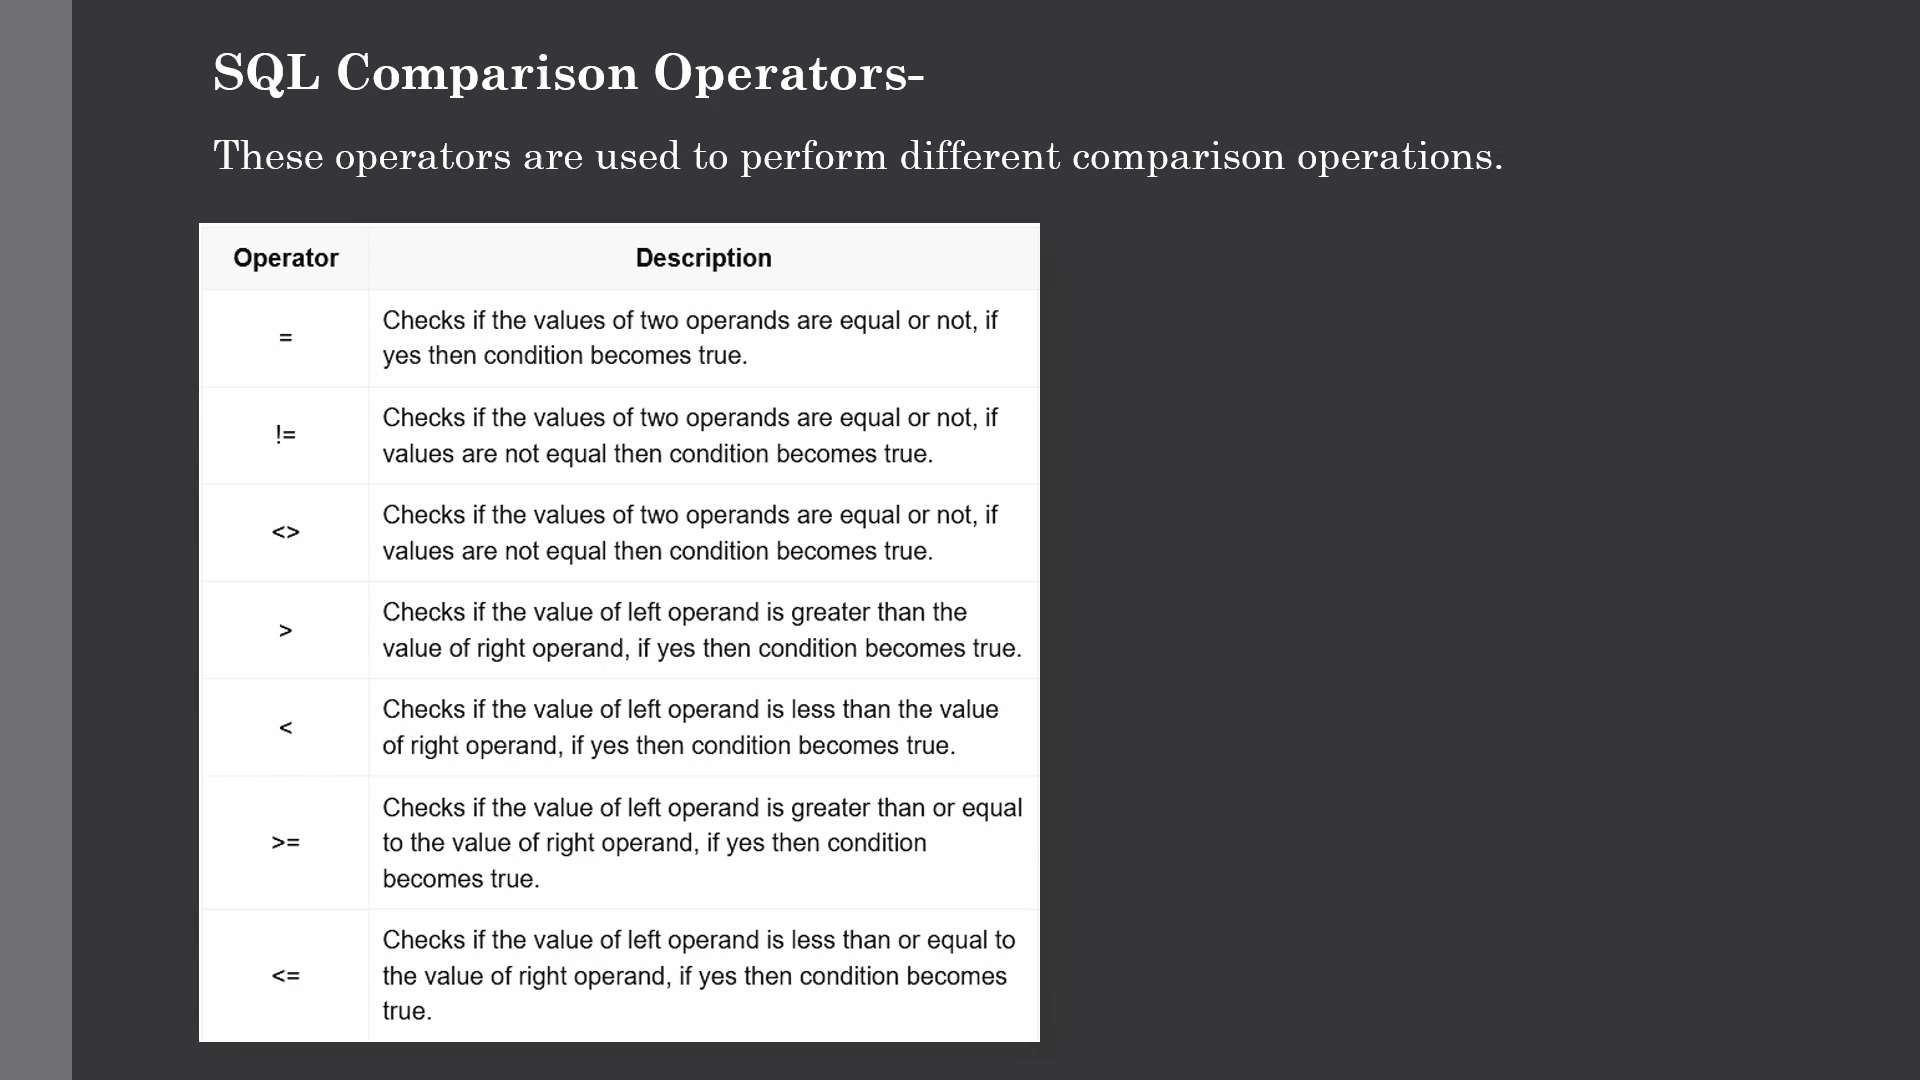 SQL Comparison Operators-
These operators are used to perform different comparison operations.
Operator Description
=
Checks if the values of two operands are equal or not, if
yes then condition becomes true.
!=
Checks if the values of two operands are equal or not, if
values are not equal then condition becomes true.
<>
Checks if the values of two operands are equal or not, if
values are not equal then condition becomes true.
>
Checks if the value of left operand is greater than the
value of right operand, if yes then condition becomes true.
<
Checks if the value of left operand is less than the value
of right operand, if yes then condition becomes true.
>=
Checks if the value of left operand is greater than or equal
to the value of right operand, if yes then condition
becomes true.
<=
Checks if the value of left operand is less than or equal to
the value of right operand, if yes then condition becomes
true.